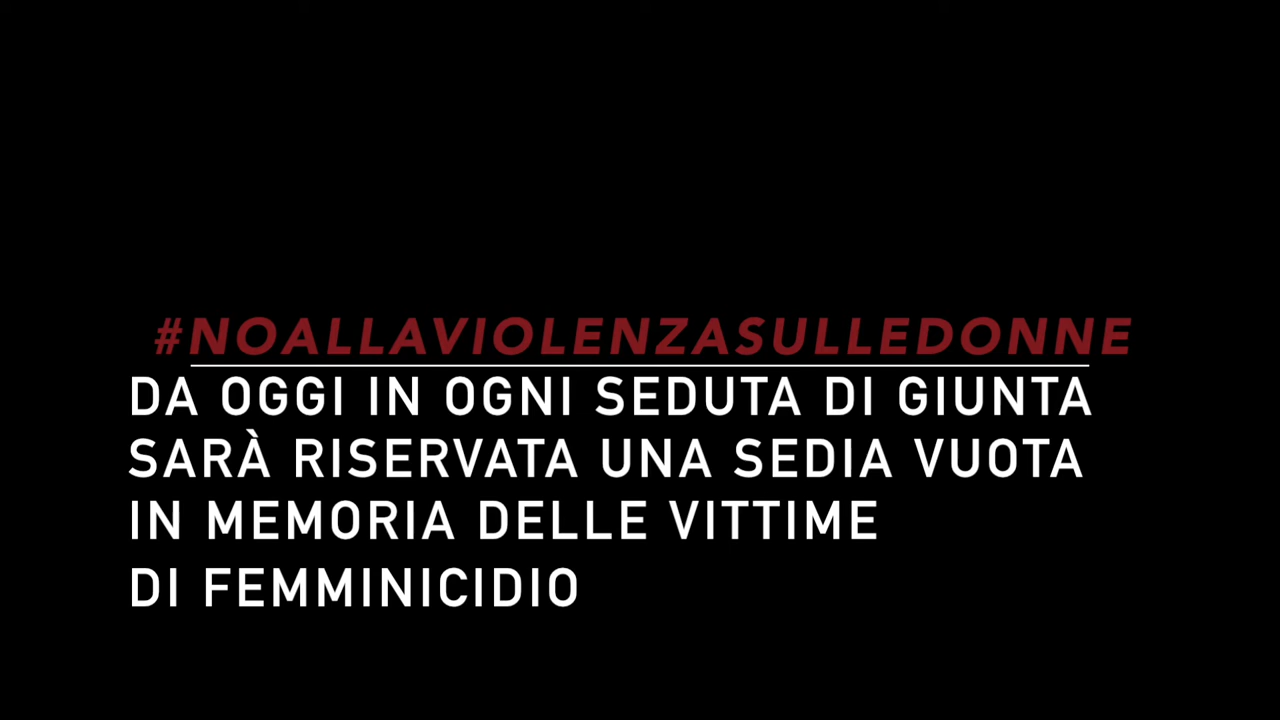 #NOALLAVIOLENZASULLEDONNE
DA OGGI IN OGNI SEDUTA DI GIUNTA
SARÀ RISERVATA UNA SEDIA VUOTA
IN MEMORIA DELLE VITTIME
DI FEMMINICIDIO